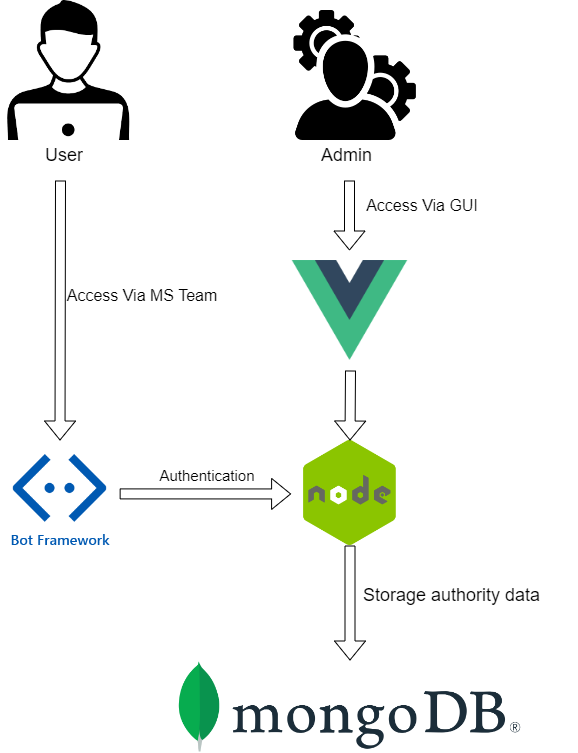 User
Admin
Access Via GUI
Access Via MS Team
Authentication
node
Bot Framework
Storage authority data
mongoDB®